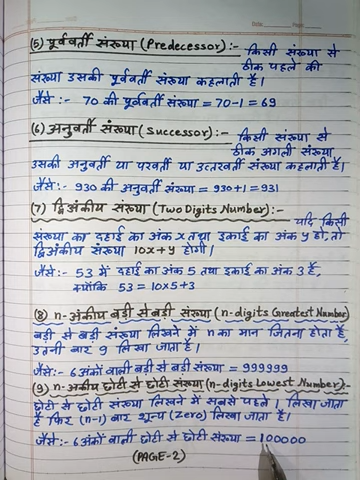 (5) पूर्ववर्ती संख्या (Predecessor) :- किसी संख्या से
ठीक पहले की
संख्या उसकी पूर्ववर्ती संख्या कहलाती है।
जैसे :- 70 की पूर्ववर्ती संख्या = 70-1 = 69
(6) अनुवर्ती संख्या (Successor) :- किसी संख्या से
ठीक अगली संख्या
उसकी अनुवर्ती या परवर्ती या उत्तरवर्ती संख्या कहलाती है।
जैसे :- 930 की अनुवर्ती संख्या = 930+1 = 931
(7) द्विअंकीय संख्या (Two Digits Number) :-
यदि किसी
संख्या का दहाई का अंक x तथा इकाई का अंक y हो, तो
द्विअंकीय संख्या 10x+y होगी।
जैसे :- 53 में दहाई का अंक 5 तथा इकाई का अंक 3 है,
क्योंकि 53 = 10x5+3
(8) n-अंकीय बड़ी से बड़ी संख्या (n-digits Greatest Number)
बड़ी से बड़ी संख्या लिखने में n का मान जितना होता है,
उतनी बार 9 लिखा जाता है।
जैसे :- 6 अंकों वाली बड़ी से बड़ी संख्या = 999999
(9) n-अंकीय छोटी से छोटी संख्या (n-digits Lowest Number) :-
छोटी से छोटी संख्या लिखने में सबसे पहले 1 लिखा जाता
है फिर (n-1) बार शून्य (Zero) लिखा जाता है।
जैसे :- 6 अंकों वाली छोटी से छोटी संख्या = 100000
(PAGE-2)